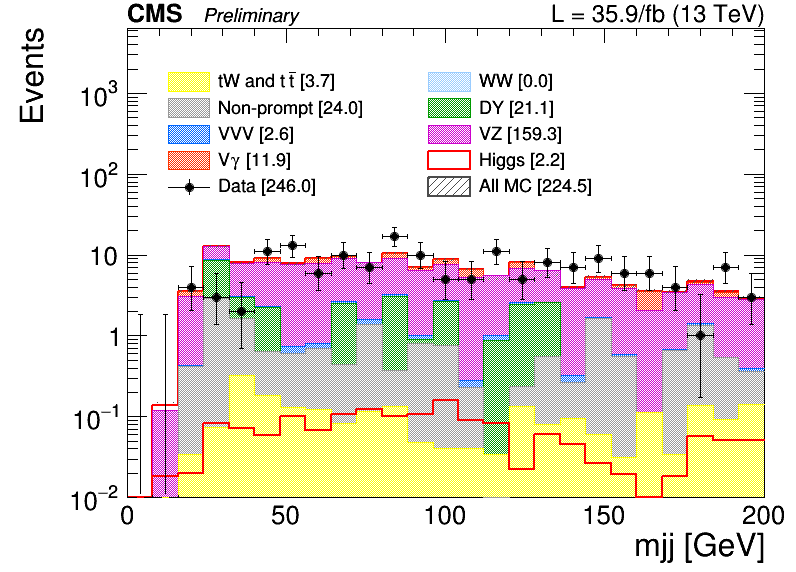 CMS Preliminary L = 35.9/fb (13 TeV)
Events
tW and tt̄ [3.7] WW [0.0]
Non-prompt [24.0] DY [21.1]
VVV [2.6] VZ [159.3]
Vγ [11.9] Higgs [2.2]
Data [246.0] All MC [224.5]
10³
10²
10
1
10⁻¹
10⁻²
0 50 100 150 200
mjj [GeV]